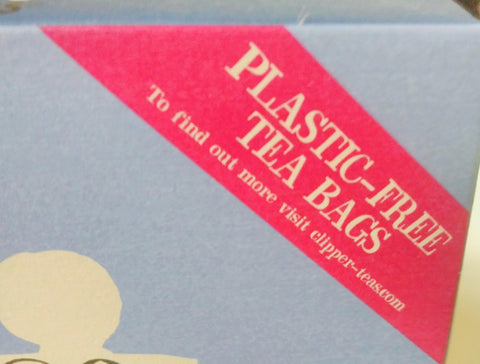 PLASTIC-FREE
TEA BAGS
To find out more visit clipper-teas.com